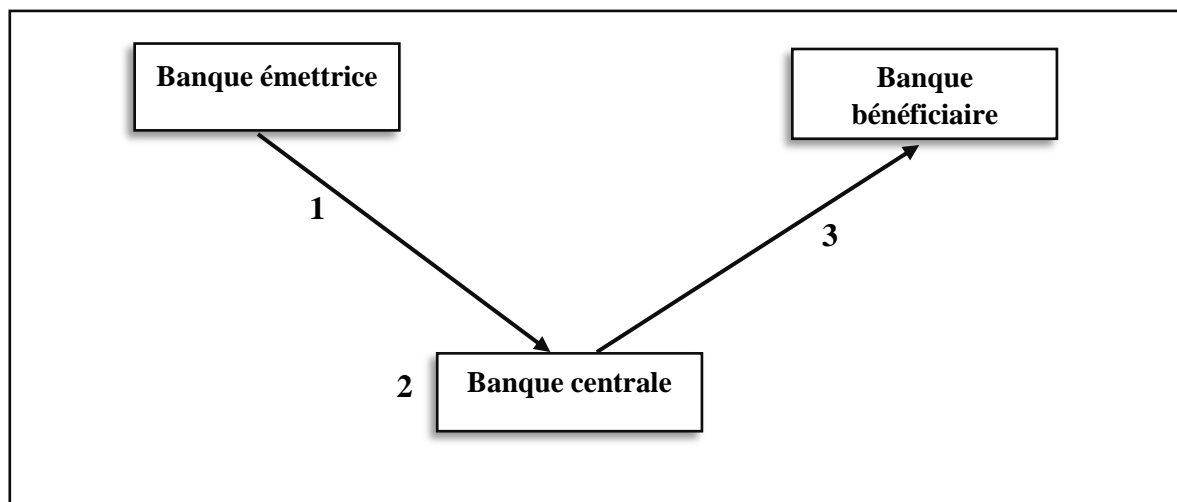 Banque émettrice
Banque
bénéficiaire
1
3
2
Banque centrale